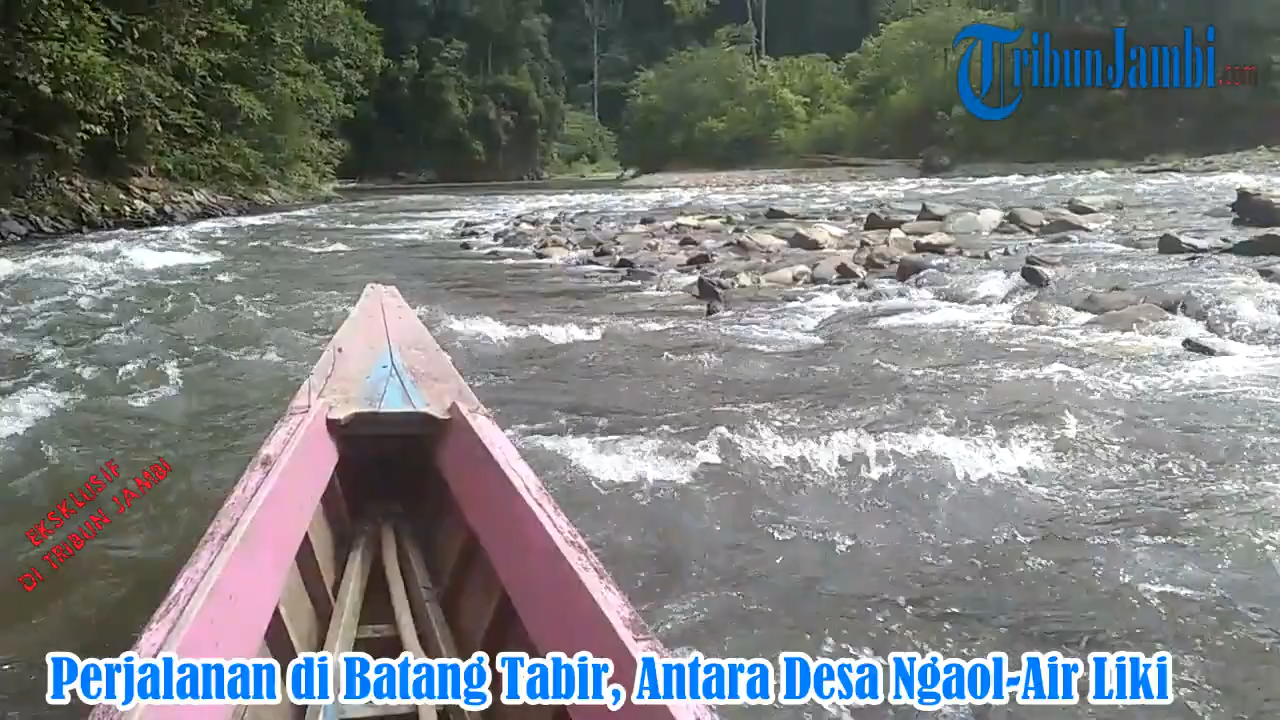 TribunJambi.com
EKSKLUSIF
DI TRIBUN JAMBI
Perjalanan di Batang Tabir, Antara Desa Ngaol-Air Liki